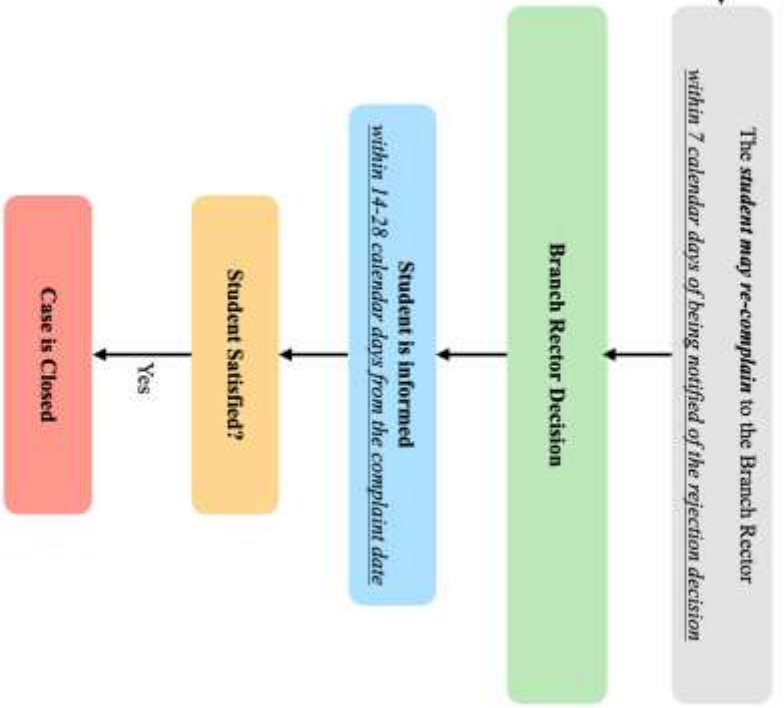 The student may re-complain to the Branch Rector
within 7 calendar days of being notified of the rejection decision
Branch Rector Decision
Student is informed
within 14-28 calendar days from the complaint date
Student Satisfied?
Yes
Case is Closed